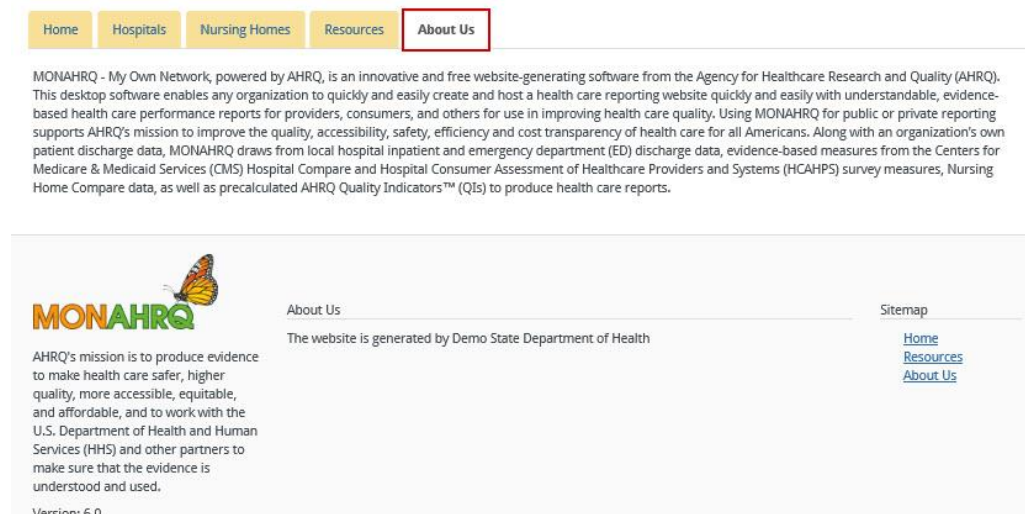 Home Hospitals Nursing Homes Resources About Us
MONAHRQ - My Own Network, powered by AHRQ, is an innovative and free website-generating software from the Agency for Healthcare Research and Quality (AHRQ).
This desktop software enables any organization to quickly and easily create and host a health care reporting website quickly and easily with understandable, evidence-
based health care performance reports for providers, consumers, and others for use in improving health care quality. Using MONAHRQ for public or private reporting
supports AHRQ's mission to improve the quality, accessibility, safety, efficiency and cost transparency of health care for all Americans. Along with an organization's own
patient discharge data, MONAHRQ draws from local hospital inpatient and emergency department (ED) discharge data, evidence-based measures from the Centers for
Medicare & Medicaid Services (CMS) Hospital Compare and Hospital Consumer Assessment of Healthcare Providers and Systems (HCAHPS) survey measures, Nursing
Home Compare data, as well as precalculated AHRQ Quality Indicators™ (QIs) to produce health care reports.
MONAHRQ
AHRQ's mission is to produce evidence
to make health care safer, higher
quality, more accessible, equitable,
and affordable, and to work with the
U.S. Department of Health and Human
Services (HHS) and other partners to
make sure that the evidence is
understood and used.
Version: 6.0
About Us
The website is generated by Demo State Department of Health
Sitemap
Home
Resources
About Us